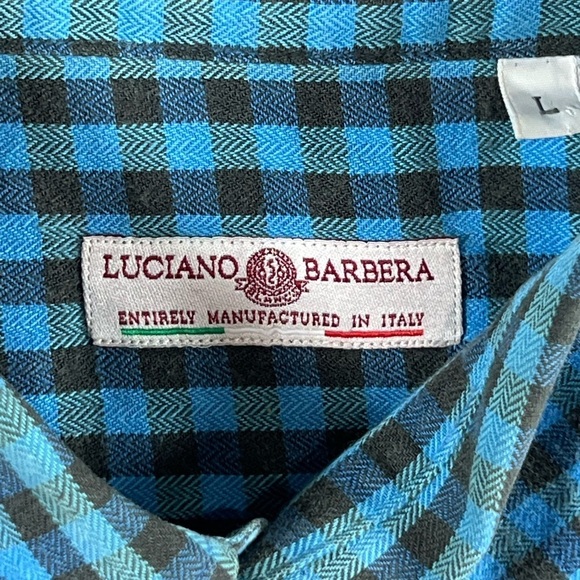 L
LUCIANO BARBERA
ENTIRELY MANUFACTURED IN ITALY